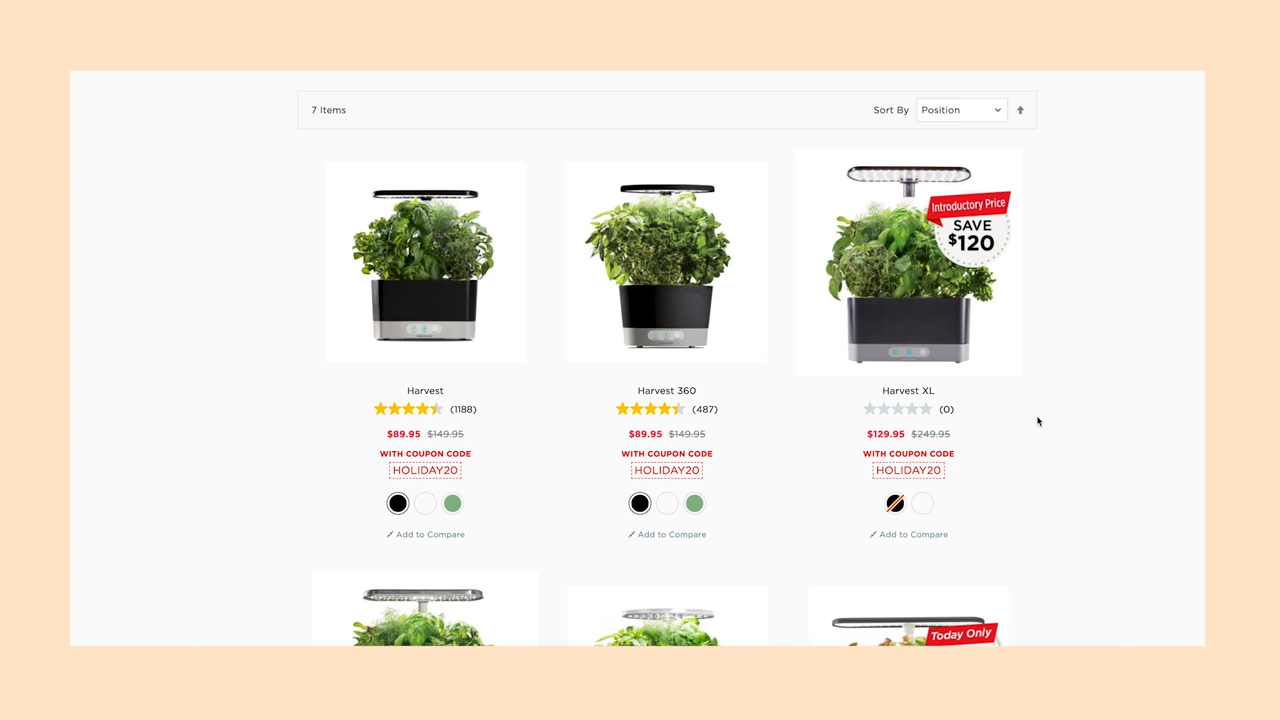 7 Items
Sort By
Position
Introductory Price
SAVE
$120
Harvest
(1188)
$89.95 $149.95
WITH COUPON CODE
HOLIDAY20
Add to Compare
Harvest 360
(487)
$89.95 $149.95
WITH COUPON CODE
HOLIDAY20
Add to Compare
Harvest XL
(0)
$129.95 $249.95
WITH COUPON CODE
HOLIDAY20
Add to Compare
Today Only